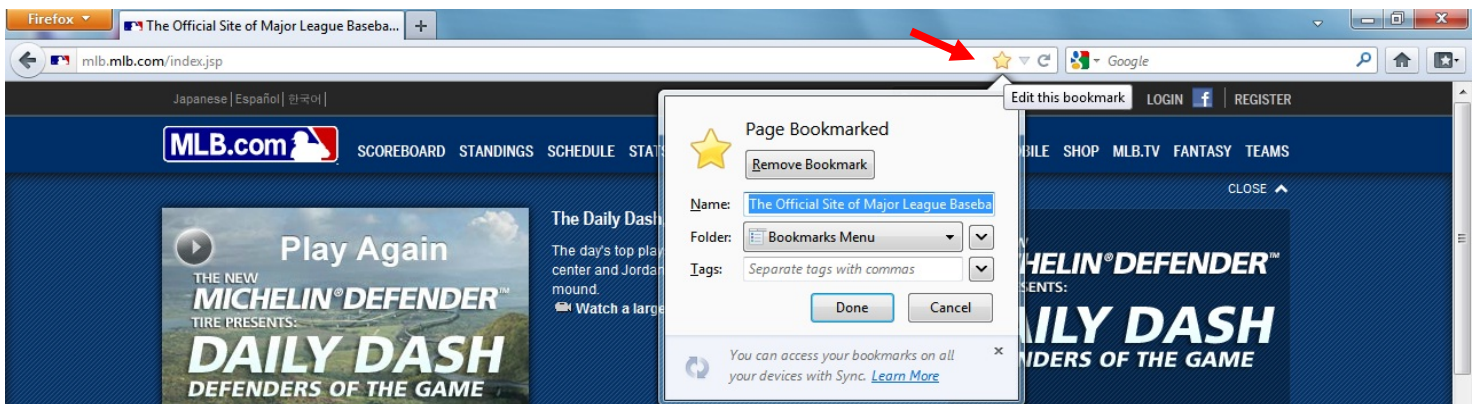 Firefox
The Official Site of Major League Baseba...
mlb.mlb.com/index.jsp
Google
Edit this bookmark
Japanese| Español| 한국어|
LOGIN f | REGISTER
MLB.com
SCOREBOARD STANDINGS SCHEDULE STATS
BILE SHOP MLB.TV FANTASY TEAMS
CLOSE
Page Bookmarked
Remove Bookmark
Name: The Official Site of Major League Baseba
Folder: Bookmarks Menu
Tags: Separate tags with commas
Done Cancel
You can access your bookmarks on all
your devices with Sync. Learn More
Play Again
THE NEW
MICHELIN® DEFENDER™
TIRE PRESENTS:
DAILY DASH
DEFENDERS OF THE GAME
The Daily Dash
The day's top play
center and Jordan
mound.
Watch a large
HELIN® DEFENDER™
SENTS:
ILY DASH
NDERS OF THE GAME